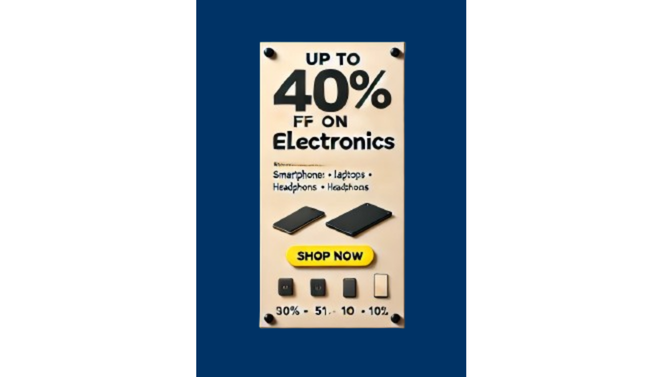 UP TO
40%
FF ON
Electronics
Smartphone: • Laptops •
Headphons • Headphons
SHOP NOW
30% - 51.- 10 • 10%